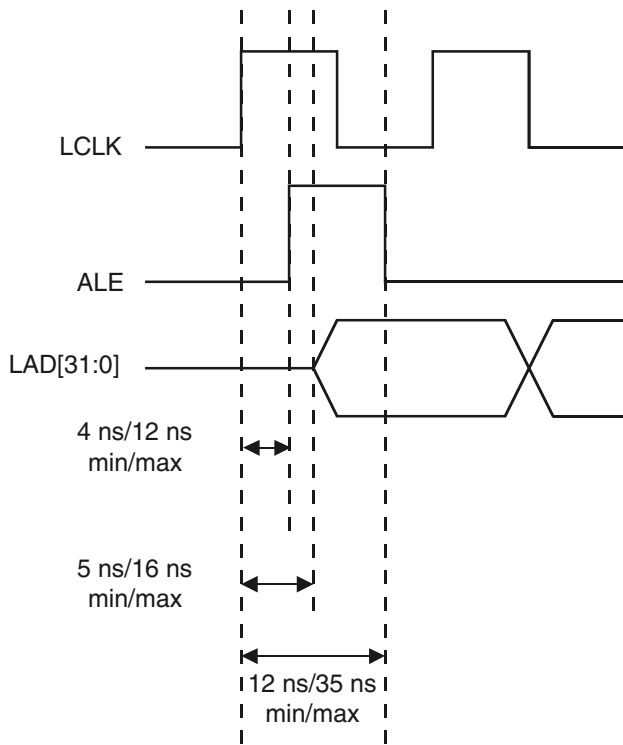 LCLK
ALE
LAD[31:0]
4 ns/12 ns
min/max
5 ns/16 ns
min/max
12 ns/35 ns
min/max